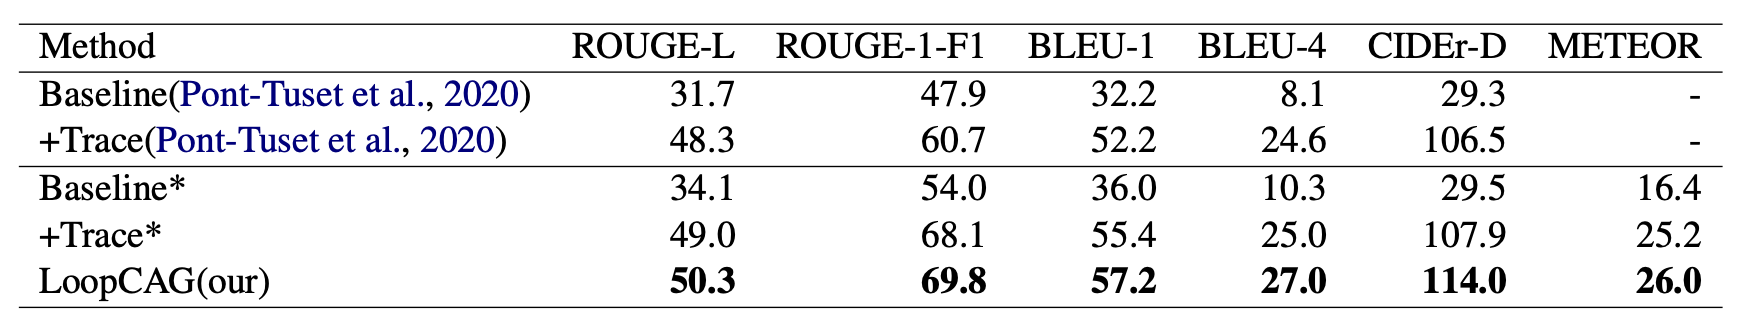 Method ROUGE-L ROUGE-1-F1 BLEU-1 BLEU-4 CIDEr-D METEOR
Baseline(Pont-Tuset et al., 2020) 31.7 47.9 32.2 8.1 29.3 -
+Trace(Pont-Tuset et al., 2020) 48.3 60.7 52.2 24.6 106.5 -
Baseline* 34.1 54.0 36.0 10.3 29.5 16.4
+Trace* 49.0 68.1 55.4 25.0 107.9 25.2
LoopCAG(our) 50.3 69.8 57.2 27.0 114.0 26.0